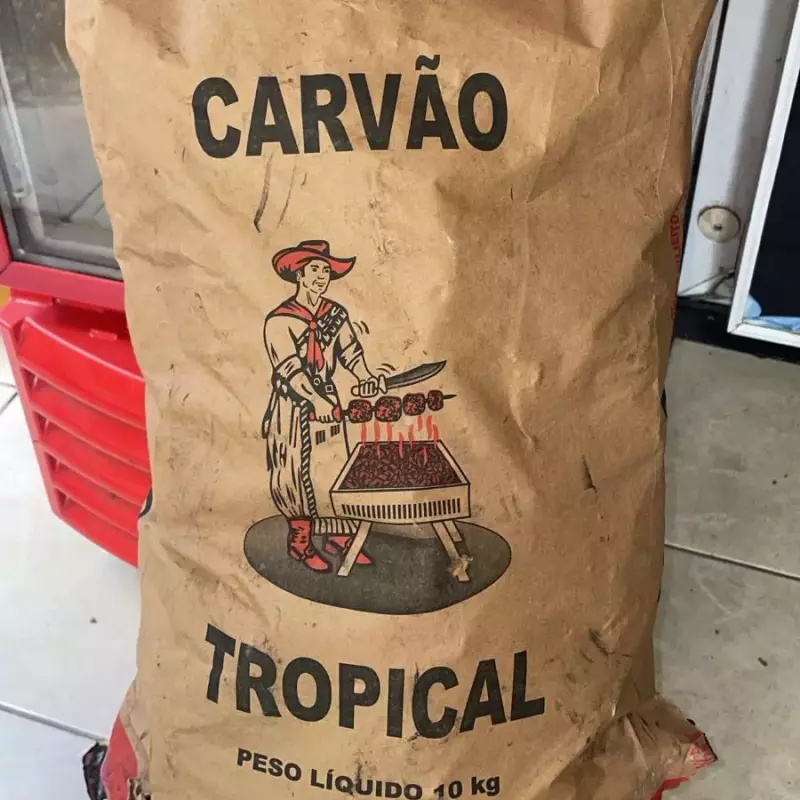 CARVÃO
TROPICAL
PESO LÍQUIDO 10 kg